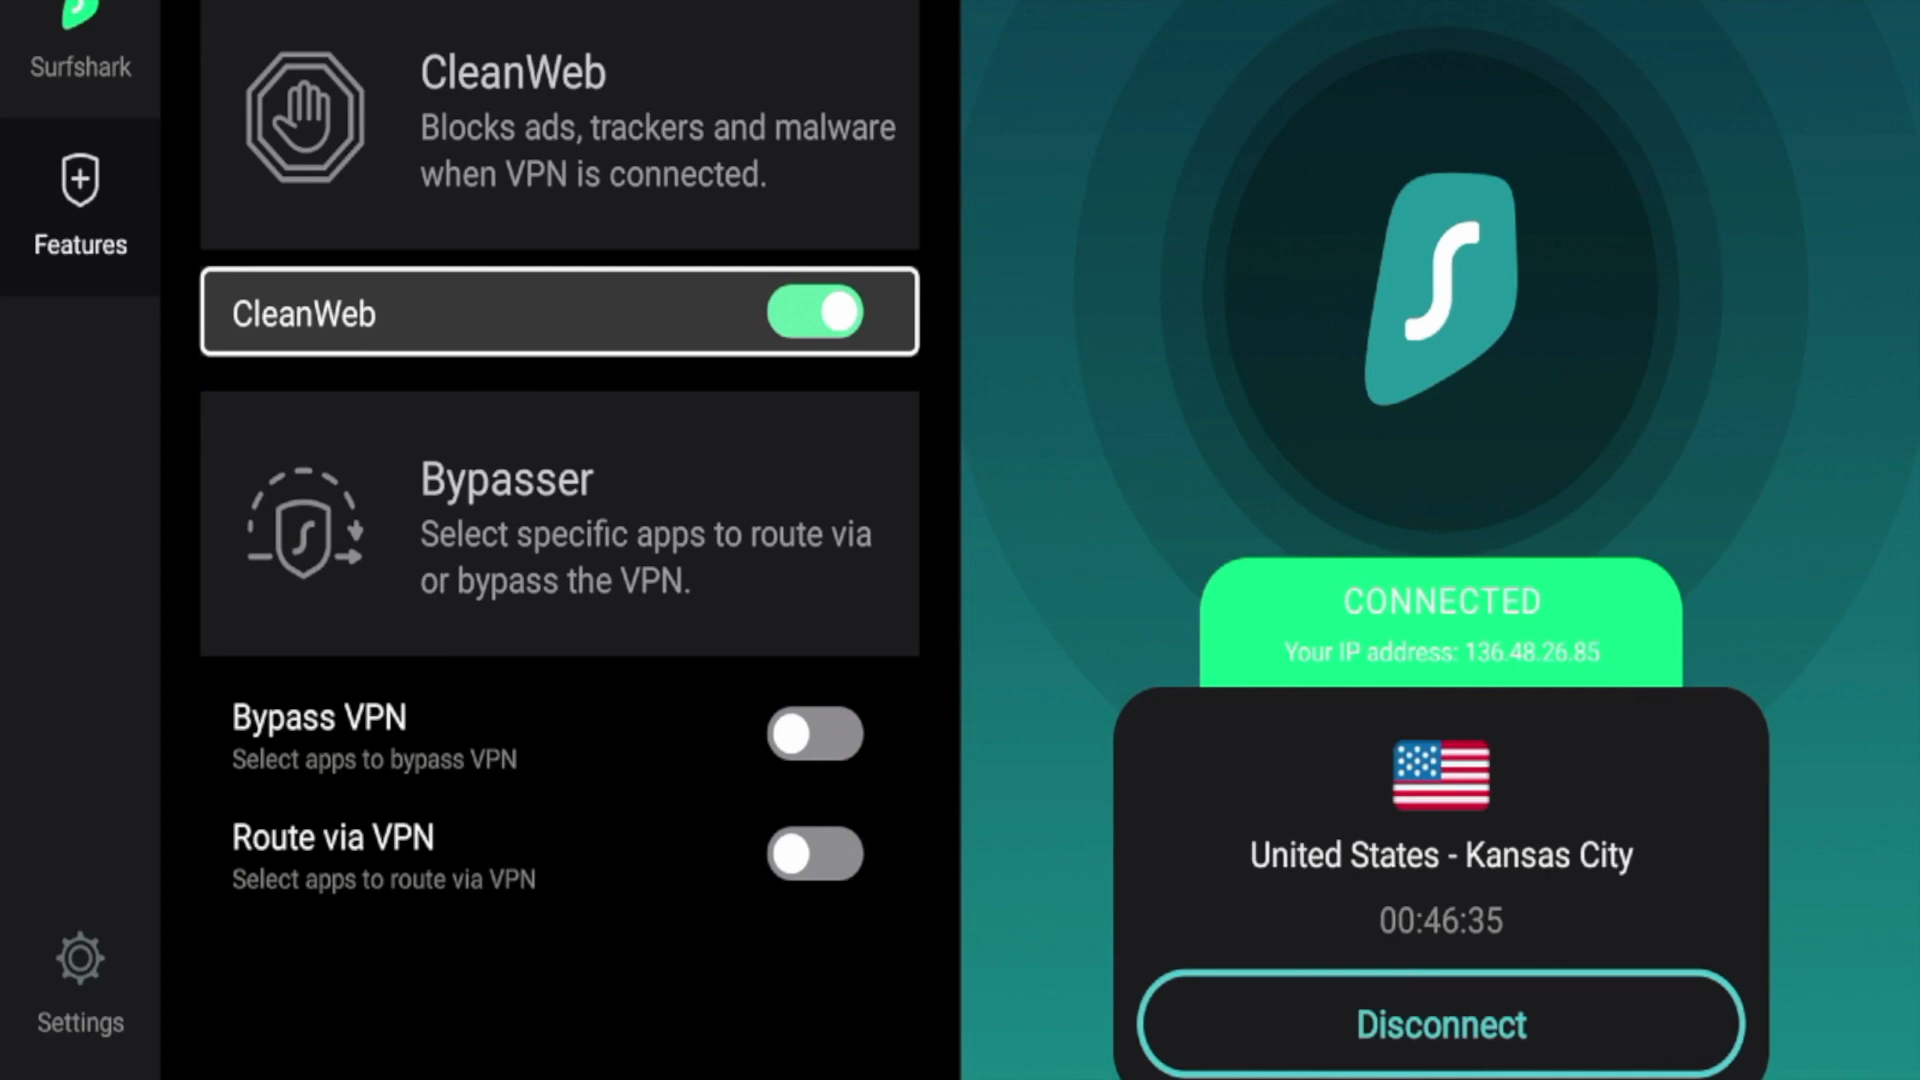 Surfshark
Features
Settings
CleanWeb
Blocks ads, trackers and malware
when VPN is connected.
CleanWeb
Bypasser
Select specific apps to route via
or bypass the VPN.
Bypass VPN
Select apps to bypass VPN
Route via VPN
Select apps to route via VPN
CONNECTED
Your IP address: 136.48.26.85
United States - Kansas City
00:46:35
Disconnect